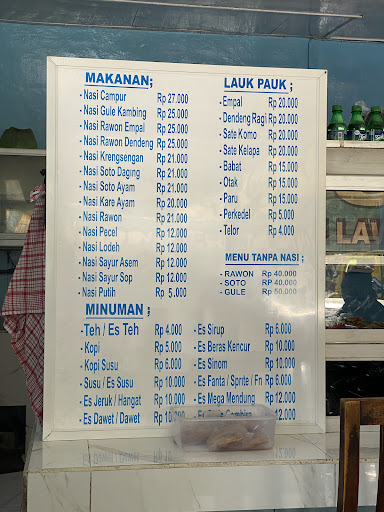 MAKANAN;
- Nasi Campur Rp 27.000
- Nasi Gule Kambing Rp 25.000
- Nasi Rawon Empal Rp 25.000
- Nasi Rawon Dendeng Rp 25.000
- Nasi Krengsengan Rp 21.000
- Nasi Soto Daging Rp 21.000
- Nasi Soto Ayam Rp 21.000
- Nasi Kare Ayam Rp 20.000
- Nasi Rawon Rp 21.000
- Nasi Pecel Rp 12.000
- Nasi Lodeh Rp 12.000
- Nasi Sayur Asem Rp 12.000
- Nasi Sayur Sop Rp 12.000
- Nasi Putih Rp 5.000
LAUK PAUK ;
- Empal Rp 20.000
- Dendeng Ragi Rp 20.000
- Sate Komo Rp 20.000
- Sate Kelapa Rp 20.000
- Babat Rp 15.000
- Otak Rp 15.000
- Paru Rp 15.000
- Perkedel Rp 5.000
- Telor Rp 4.000
MENU TANPA NASI ;
- RAWON Rp 40.000
- SOTO RP 40,000
- GULE Rp 50,000
MINUMAN ;
- Teh / Es Teh Rp 4.000
- Kopi Rp 5.000
- Kopi Susu Rp 6.000
- Susu / Es Susu Rp 10.000
- Es Jeruk / Hangat Rp 10.000
- Es Dawet / Dawet Rp 10.000
- Es Sirup Rp 6.000
- Es Beras Kencur Rp 10.000
- Es Sinom Rp 10.000
- Es Fanta / Sprite / Fn Rp 6.000
- Es Mega Mendung Rp 12.000
12.000
LAU